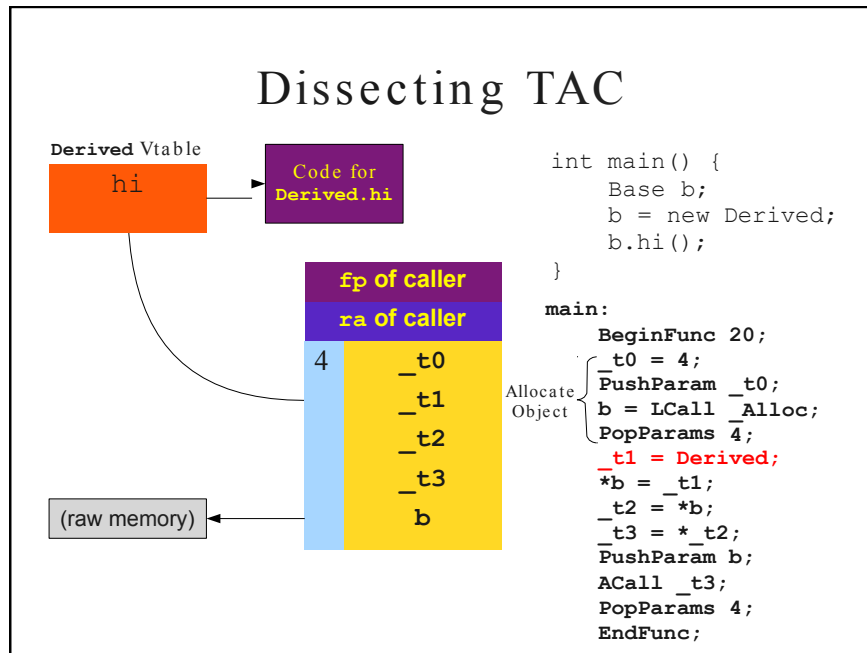 Dissecting TAC
Derived Vtable
hi
Code for
Derived.hi
fp of caller
ra of caller
4
_t0
_t1
_t2
_t3
b
(raw memory)
int main() {
Base b;
b = new Derived;
b.hi();
}
main:
BeginFunc 20;
_t0 = 4;
PushParam _t0;
b = LCall _Alloc;
PopParams 4;
_t1 = Derived;
*b = _t1;
_t2 = *b;
_t3 = *_t2;
PushParam b;
ACall _t3;
PopParams 4;
EndFunc;
Allocate
Object